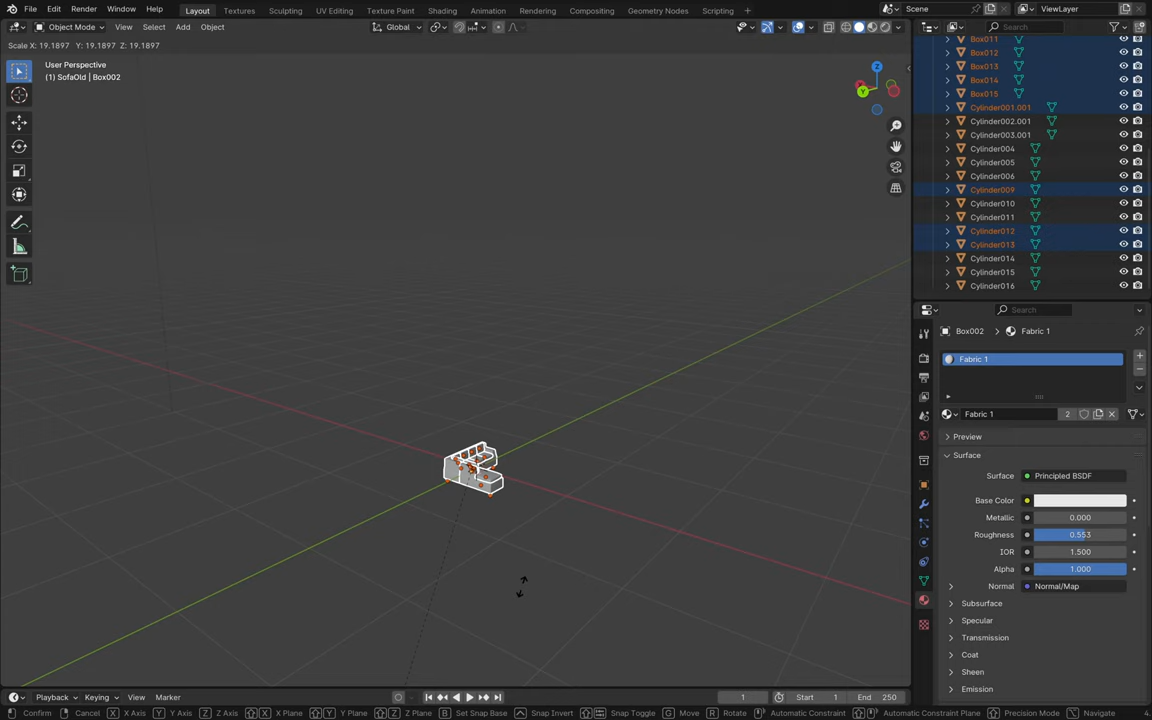 File Edit Render Window Help Layout Textures Sculpting UV Editing Texture Paint Shading Animation Rendering Compositing Geometry Nodes Scripting Scene ViewLayer
Object Mode View Select Add Object Global Search
Scale X: 19.1897 Y: 19.1897 Z: 19.1897
User Perspective
(1) SofaOld | Box002
Z
Y
Box011
Box012
Box013
Box014
Box015
Cylinder001.001
Cylinder002.001
Cylinder003.001
Cylinder004
Cylinder005
Cylinder006
Cylinder009
Cylinder010
Cylinder011
Cylinder012
Cylinder013
Cylinder014
Cylinder015
Cylinder016
Search
Box002 > Fabric 1
Fabric 1
Fabric 1 2
Preview
Surface
Surface Principled BSDF
Base Color
Metallic 0.000
Roughness 0.553
IOR 1.500
Alpha 1.000
Normal Normal/Map
Subsurface
Specular
Transmission
Coat
Sheen
Emission
Playback Keying View Marker 1 Start 1 End 250
Confirm Cancel X X Axis Y Y Axis Z Z Axis X X Plane Y Y Plane Z Z Plane B Set Snap Base Snap Invert Snap Toggle G Move R Rotate Automatic Constraint Automatic Constraint Plane Precision Mode Navigate 4.